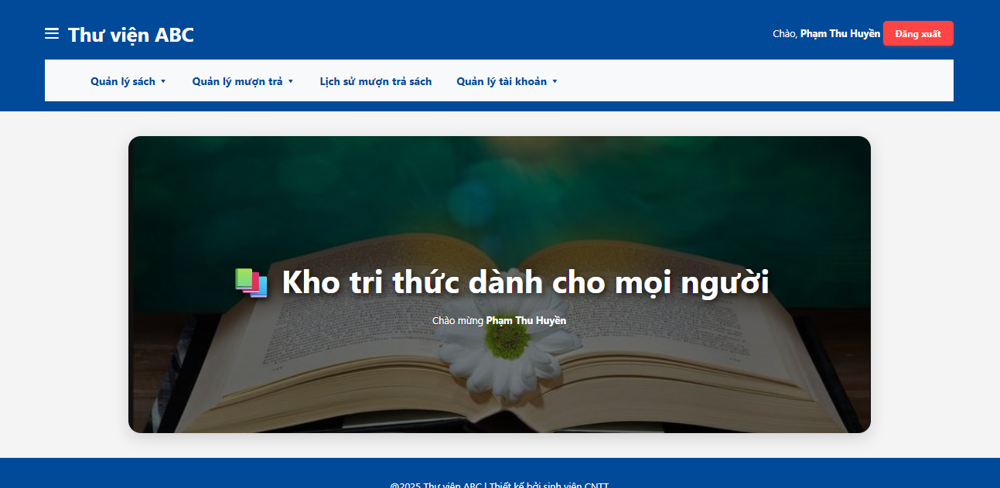 Thư viện ABC
Chào, Phạm Thu Huyền Đăng xuất
Quản lý sách Quản lý mượn trả Lịch sử mượn trả sách Quản lý tài khoản
Kho tri thức dành cho mọi người
Chào mừng Phạm Thu Huyền
@2025 Thư viện ABC | Thiết kế bởi sinh viên CNTT